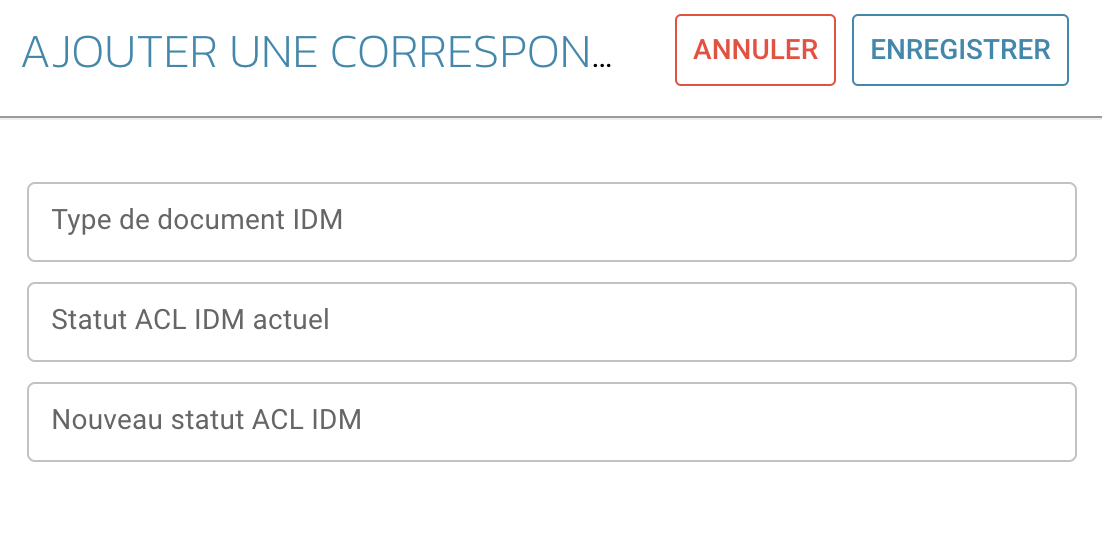 AJOUTER UNE CORRESPON...
ANNULER
ENREGISTRER
Type de document IDM
Statut ACL IDM actuel
Nouveau statut ACL IDM